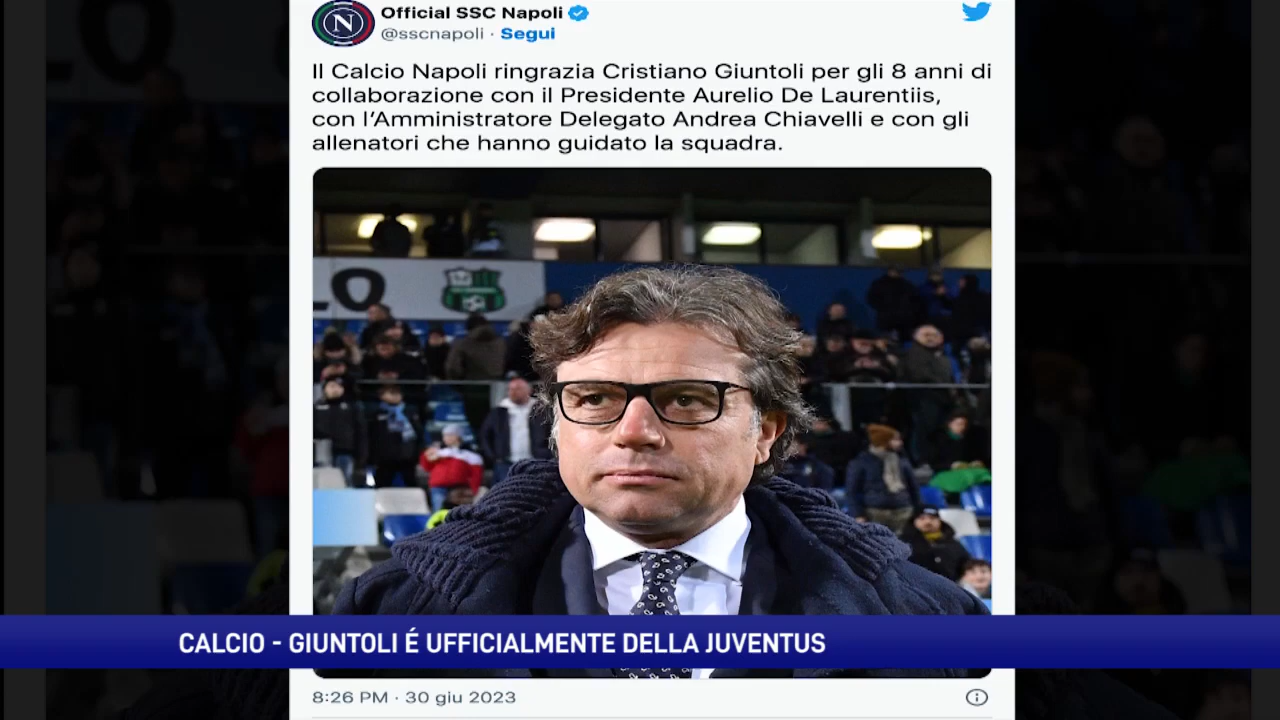 Official SSC Napoli
@sscnapoli · Segui
Il Calcio Napoli ringrazia Cristiano Giuntoli per gli 8 anni di
collaborazione con il Presidente Aurelio De Laurentiis,
con l'Amministratore Delegato Andrea Chiavelli e con gli
allenatori che hanno guidato la squadra.
CALCIO - GIUNTOLI É UFFICIALMENTE DELLA JUVENTUS
8:26 PM · 30 giu 2023